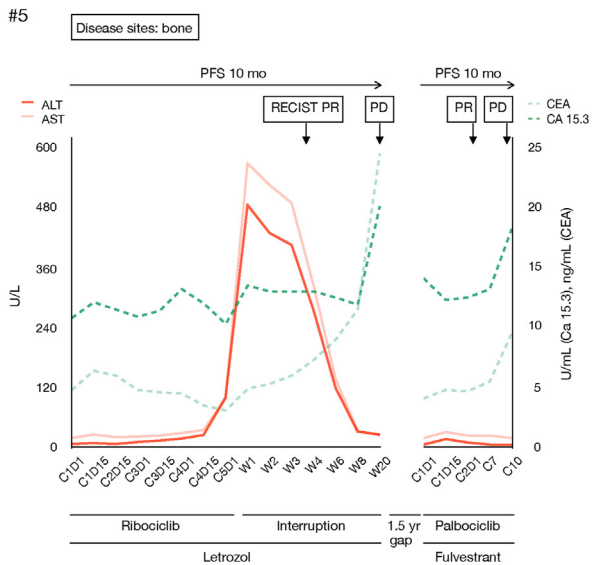 #5
Disease sites: bone
PFS 10 mo
PFS 10 mo
ALT
AST
RECIST PR
PD
PR
PD
CEA
CA 15.3
600
480
360
240
120
0
U/L
25
20
15
10
5
0
U/mL (Ca 15.3), ng/mL (CEA)
C1D1 C1D15 C2D15 C3D1 C3D15 C4D1 C4D15 C5D1 W1 W2 W3 W4 W6 W8 W20
C1D1 C1D15 C2D1 C7 C10
Ribociclib
Interruption
1.5 yr
gap
Palbociclib
Letrozol
Fulvestrant